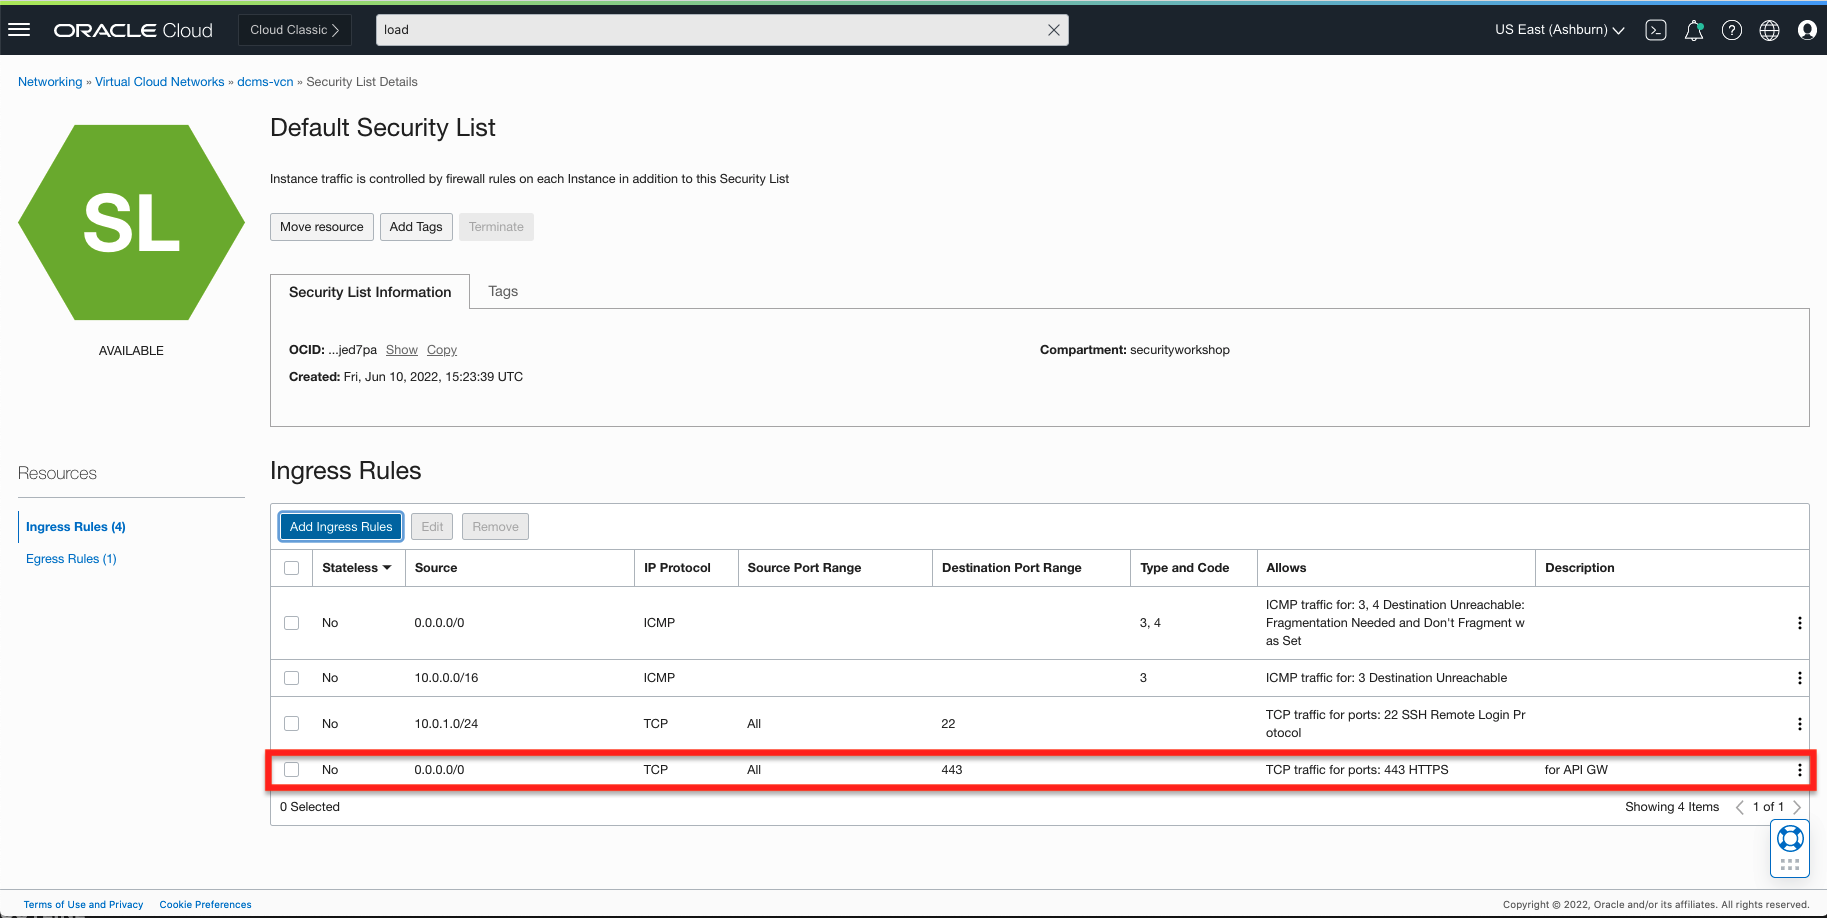 ORACLE Cloud
Cloud Classic
load
US East (Ashburn)
Networking » Virtual Cloud Networks » dcms-vcn » Security List Details
SL
AVAILABLE
Default Security List
Instance traffic is controlled by firewall rules on each Instance in addition to this Security List
Move resource Add Tags Terminate
Security List Information Tags
OCID: ...jed7pa Show Copy
Compartment: securityworkshop
Created: Fri, Jun 10, 2022, 15:23:39 UTC
Resources
Ingress Rules (4)
Egress Rules (1)
Ingress Rules
Add Ingress Rules Edit Remove
Stateless Source IP Protocol Source Port Range Destination Port Range Type and Code Allows Description
No 0.0.0.0/0 ICMP 3, 4 ICMP traffic for: 3, 4 Destination Unreachable:
Fragmentation Needed and Don't Fragment w
as Set
No 10.0.0.0/16 ICMP 3 ICMP traffic for: 3 Destination Unreachable
No 10.0.1.0/24 TCP All 22 TCP traffic for ports: 22 SSH Remote Login Pr
otocol
No 0.0.0.0/0 TCP All 443 TCP traffic for ports: 443 HTTPS for API GW
0 Selected
Showing 4 Items 1 of 1
Terms of Use and Privacy Cookie Preferences
Copyright © 2022, Oracle and/or its affiliates. All rights reserved.